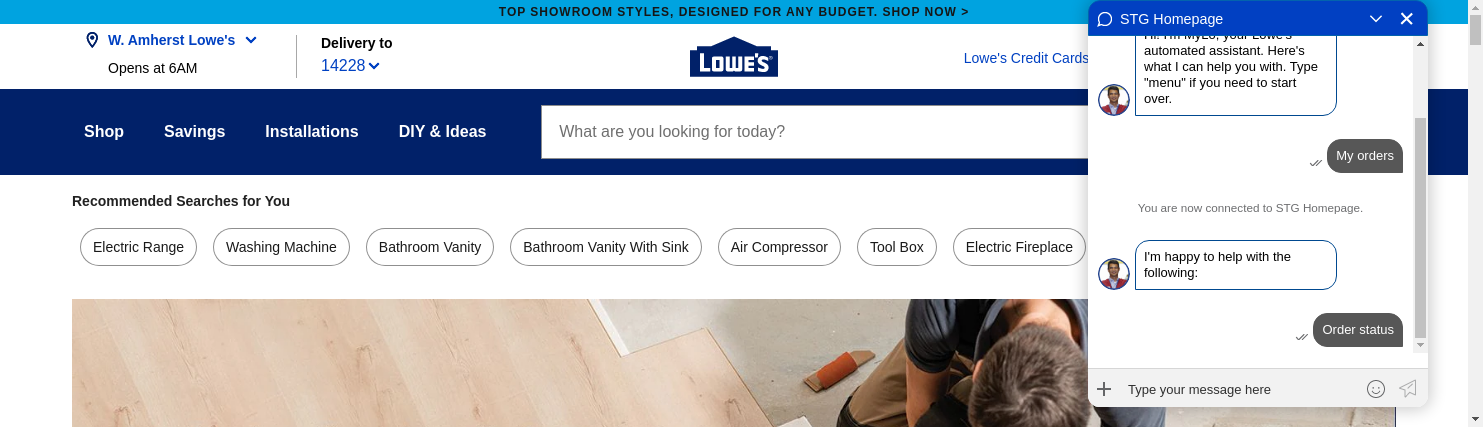 TOP SHOWROOM STYLES, DESIGNED FOR ANY BUDGET. SHOP NOW >
W. Amherst Lowe's
Opens at 6AM
Delivery to
14228
LOWE'S
Lowe's Credit Cards
Shop
Savings
Installations
DIY & Ideas
What are you looking for today?
Recommended Searches for You
Electric Range
Washing Machine
Bathroom Vanity
Bathroom Vanity With Sink
Air Compressor
Tool Box
Electric Fireplace
STG Homepage
Hi! I'm MyLo, your Lowe's
automated assistant. Here's
what I can help you with. Type
"menu" if you need to start
over.
My orders
You are now connected to STG Homepage.
I'm happy to help with the
following:
Order status
Type your message here